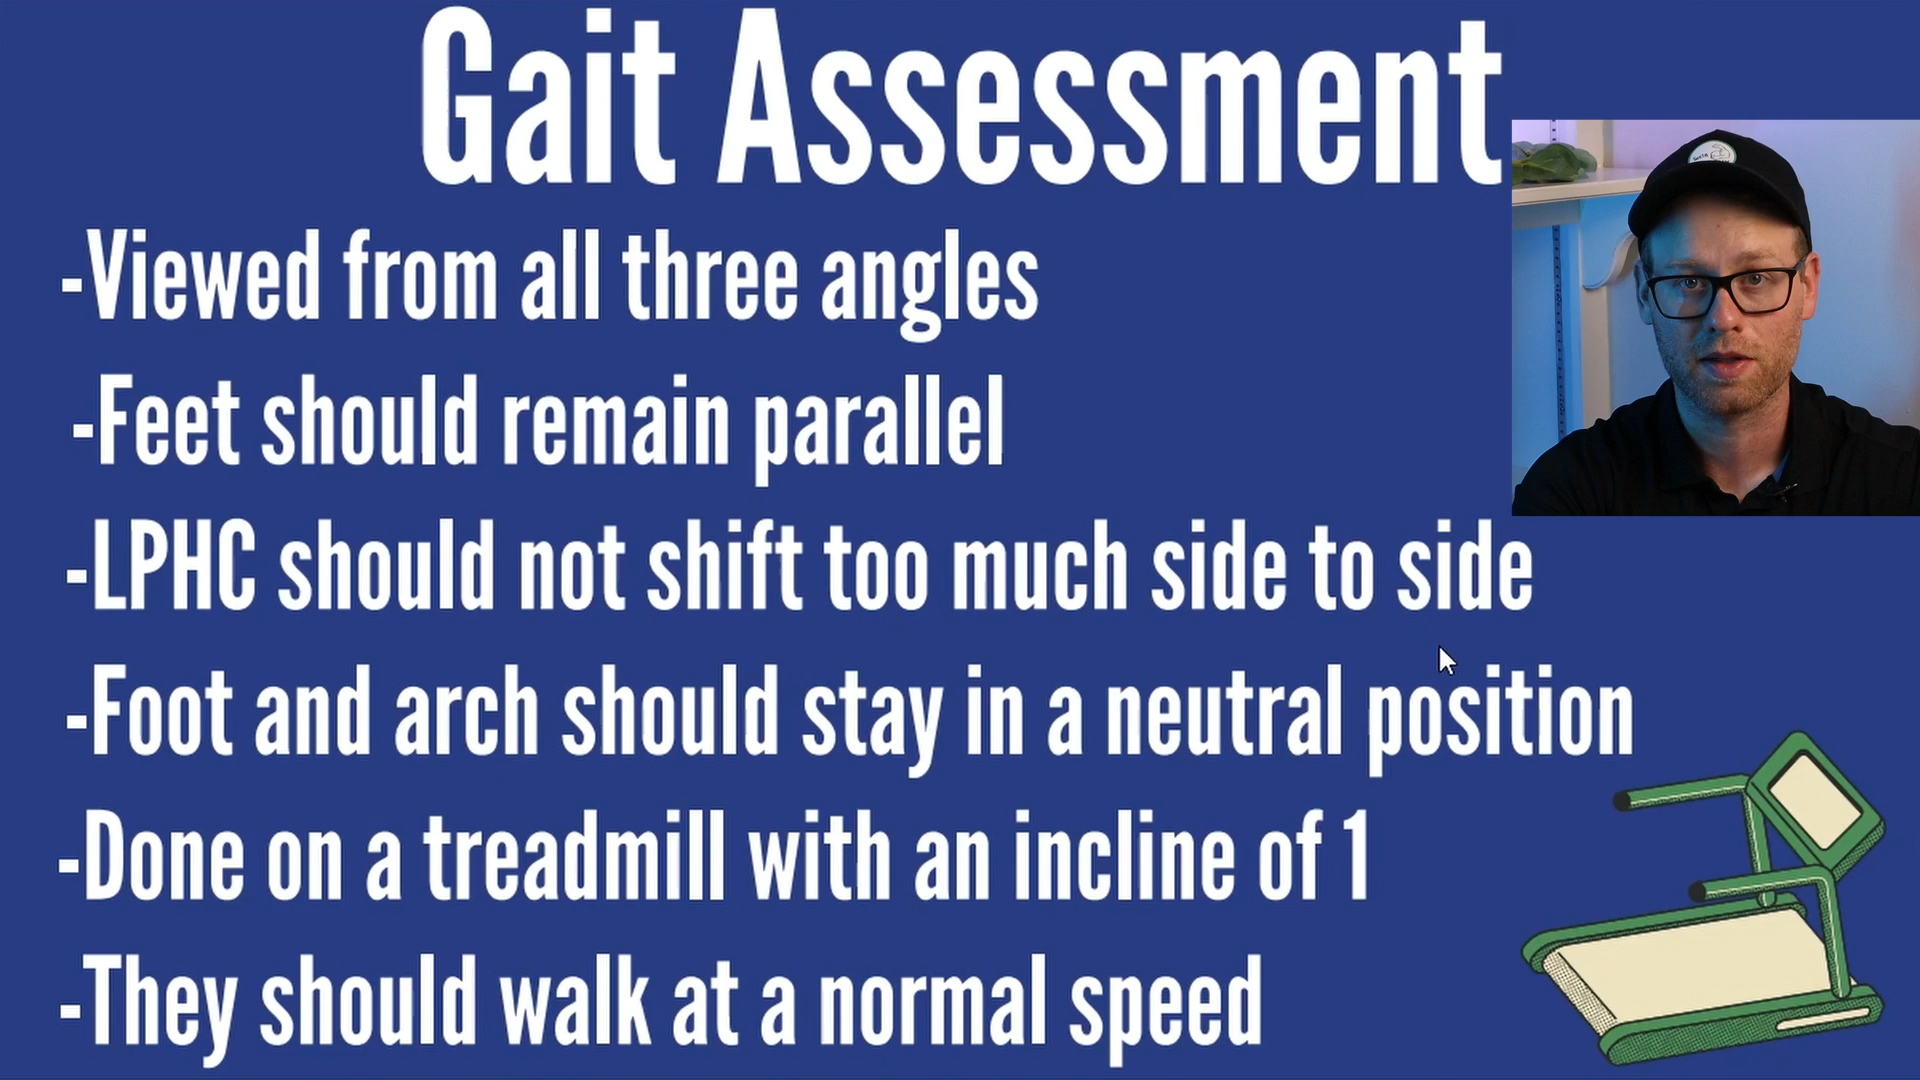 Gait Assessment
-Viewed from all three angles
-Feet should remain parallel
-LPHC should not shift too much side to side
-Foot and arch should stay in a neutral position
-Done on a treadmill with an incline of 1
-They should walk at a normal speed